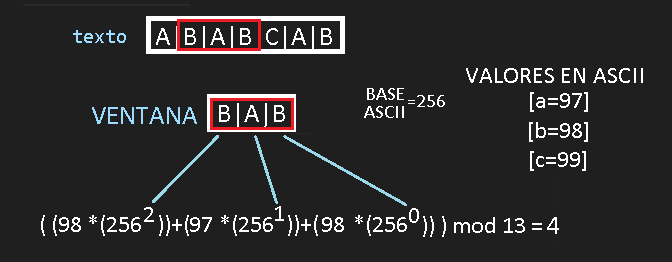 texto A|B|A|B|C|A|B
VALORES EN ASCII
[a=97]
[b=98]
[c=99]
BASE
ASCII =256
VENTANA B|A|B
( (98 *(256²))+(97 *(256¹))+(98 *(256⁰)) ) mod 13 = 4